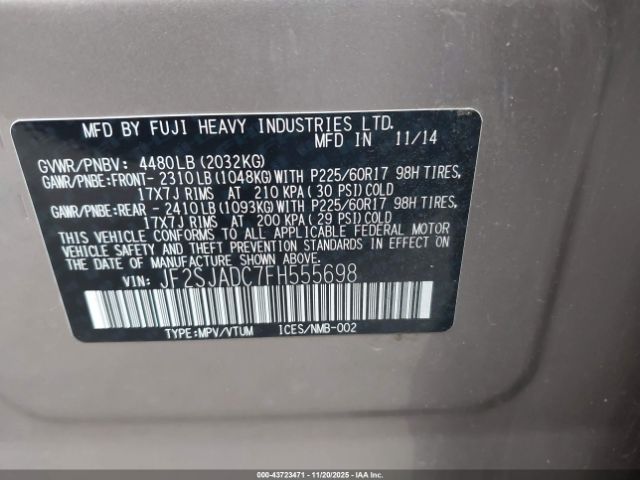 MFD BY FUJI HEAVY INDUSTRIES LTD.
MFD IN 11/14
GVWR/PNBV: 4480LB (2032KG)
GAWR/PNBE:FRONT- 2310LB (1048KG) WITH P225/60R17 98H TIRES,
17X7J RIMS AT 210 KPA (30 PSI) COLD
GAWR/PNBE:REAR - 2410LB (1093KG) WITH P225/60R17 98H TIRES,
17X7J RIMS AT 200 KPA (29 PSI) COLD
THIS VEHICLE CONFORMS TO ALL APPLICABLE FEDERAL MOTOR
VEHICLE SAFETY AND THEFT PREVENTION STANDARDS IN EFFECT ON
THE DATE OF MANUFACTURE SHOWN ABOVE.
VIN: JF2SJADC7FH555698
TYPE:MPV/VTUM ICES/NMB-002
000-43723471 - 11/20/2025 - IAAI.com